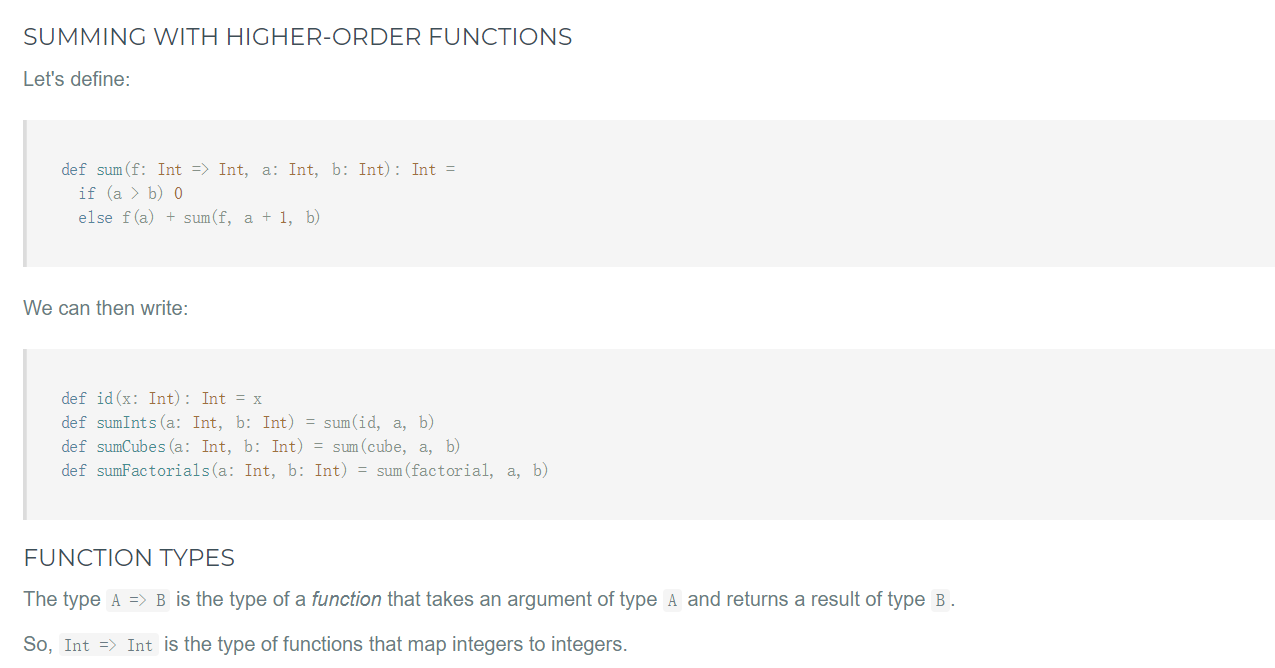 SUMMING WITH HIGHER-ORDER FUNCTIONS
Let's define:
def sum(f: Int => Int, a: Int, b: Int): Int =
  if (a > b) 0
  else f(a) + sum(f, a + 1, b)
We can then write:
def id(x: Int): Int = x
def sumInts(a: Int, b: Int) = sum(id, a, b)
def sumCubes(a: Int, b: Int) = sum(cube, a, b)
def sumFactorials(a: Int, b: Int) = sum(factorial, a, b)
FUNCTION TYPES
The type A => B is the type of a function that takes an argument of type A and returns a result of type B.
So, Int => Int is the type of functions that map integers to integers.